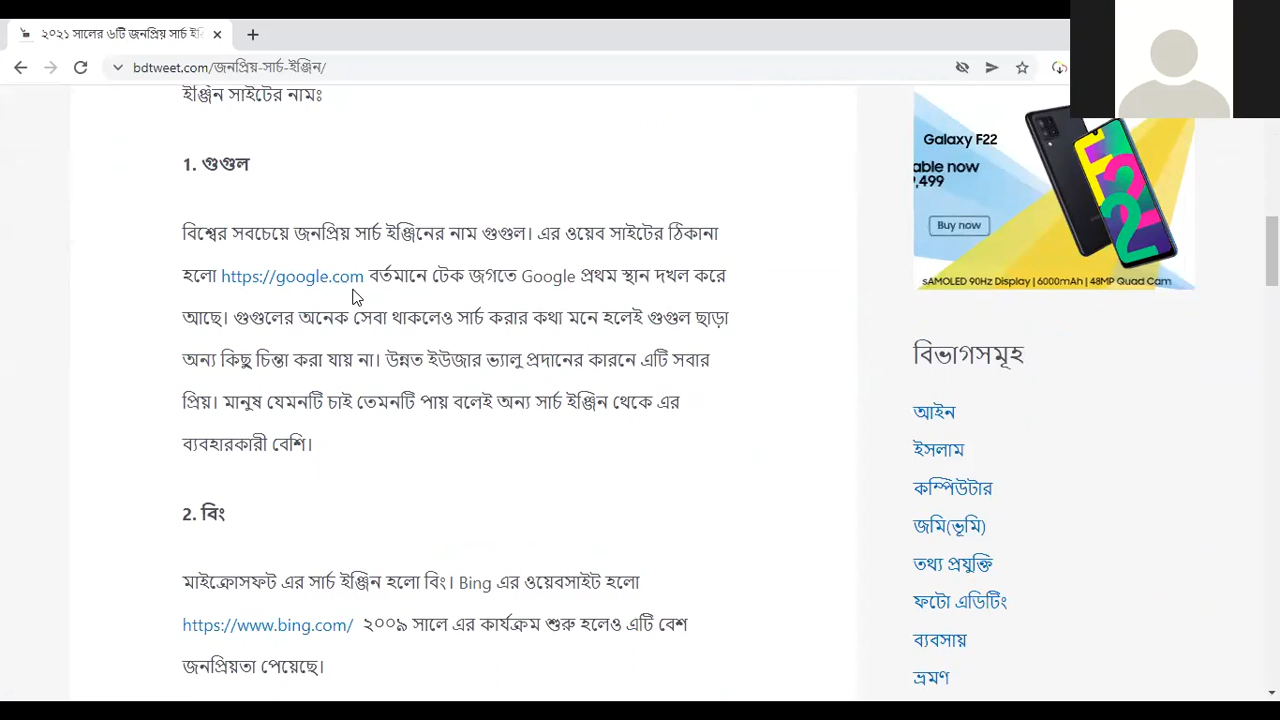 ২০২১ সালের ৬টি জনপ্রিয় সার্চ ইঞ্জি
bdtweet.com/জনপ্রিয়-সার্চ-ইঞ্জিন/
ইঞ্জিন সাইটের নামঃ
1. গুগুল
বিশ্বের সবচেয়ে জনপ্রিয় সার্চ ইঞ্জিনের নাম গুগুল। এর ওয়েব সাইটের ঠিকানা
হলো https://google.com বর্তমানে টেক জগতে Google প্রথম স্থান দখল করে
আছে। গুগুলের অনেক সেবা থাকলেও সার্চ করার কথা মনে হলেই গুগুল ছাড়া
অন্য কিছু চিন্তা করা যায় না। উন্নত ইউজার ভ্যালু প্রদানের কারনে এটি সবার
প্রিয়। মানুষ যেমনটি চাই তেমনটি পায় বলেই অন্য সার্চ ইঞ্জিন থেকে এর
ব্যবহারকারী বেশি।
2. বিং
মাইক্রোসফট এর সার্চ ইঞ্জিন হলো বিং। Bing এর ওয়েবসাইট হলো
https://www.bing.com/ ২০০৯ সালে এর কার্যক্রম শুরু হলেও এটি বেশ
জনপ্রিয়তা পেয়েছে।
Galaxy F22
able now
,499
Buy now
sAMOLED 90Hz Display | 6000mAh | 48MP Quad Cam
বিভাগসমূহ
আইন
ইসলাম
কম্পিউটার
জমি(ভূমি)
তথ্য প্রযুক্তি
ফটো এডিটিং
ব্যবসায়
ভ্রমণ